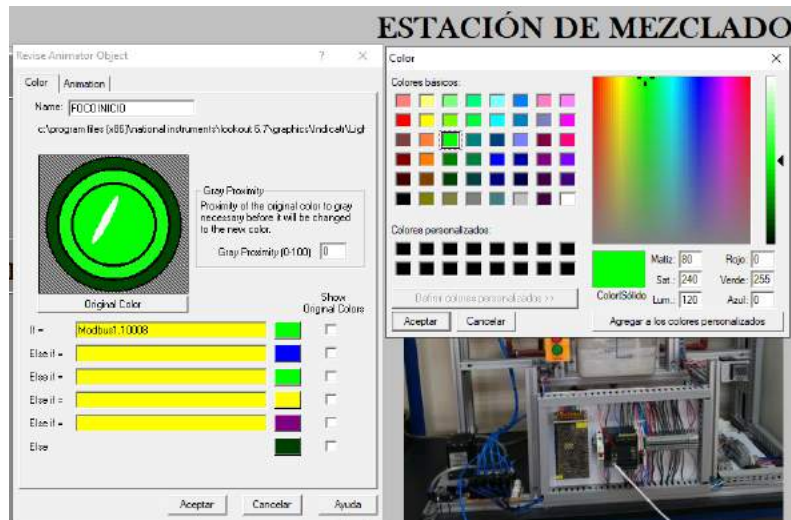 ESTACIÓN DE MEZCLADO
Revise Animator Object
Color
Animation
Name: FOCO INICIO
c:\program files (x86)\national instruments\lookout 6.7\graphics\Indicatr\Ligh
Gray Proximity
Proximity of the original color to gray
necessary before it will be changed
to the new color.
Gray Proximity (0-100) 0
Original Color
Show
Original Colors
If = Modbus1.10008
Else if =
Else if =
Else if =
Else if =
Else
Aceptar
Cancelar
Ayuda
Color
Colores básicos:
Colores personalizados:
Definir colores personalizados >>
Aceptar
Cancelar
Color|Sólido
Matiz: 80
Sat.: 240
Lum.: 120
Rojo: 0
Verde: 255
Azul: 0
Agregar a los colores personalizados